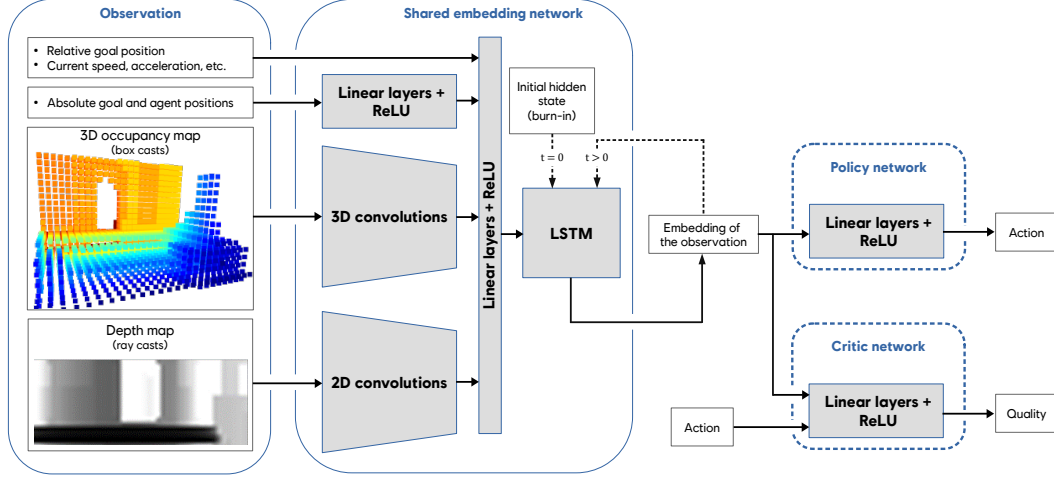 Observation
• Relative goal position
• Current speed, acceleration, etc.
• Absolute goal and agent positions
3D occupancy map
(box casts)
Depth map
(ray casts)
Shared embedding network
Linear layers +
ReLU
3D convolutions
2D convolutions
Linear layers + ReLU
Initial hidden
state
(burn-in)
t = 0
t > 0
LSTM
Embedding of
the observation
Policy network
Linear layers +
ReLU
Action
Critic network
Linear layers +
ReLU
Action
Quality